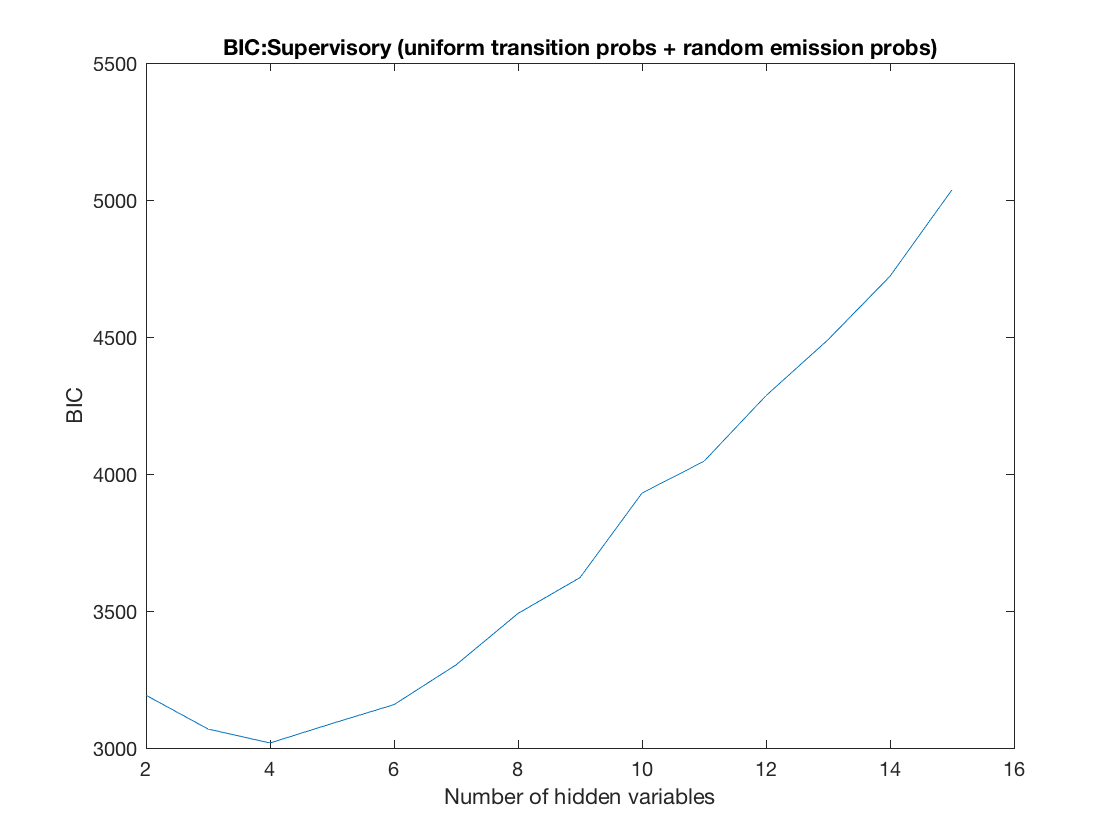 BIC:Supervisory (uniform transition probs + random emission probs)
5500
5000
4500
4000
3500
3000
BIC
2 4 6 8 10 12 14 16
Number of hidden variables